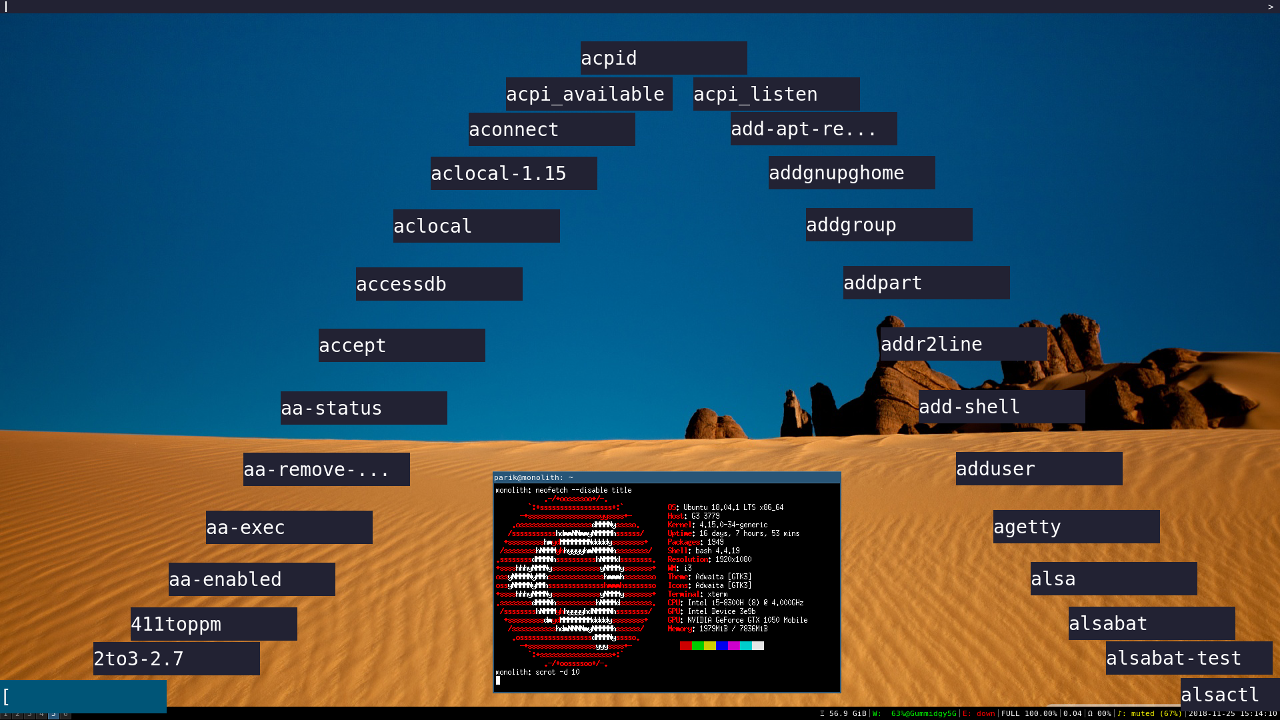 >
acpid
acpi_available
acpi_listen
aconnect
add-apt-re...
aclocal-1.15
addgnupghome
aclocal
addgroup
accessdb
addpart
accept
addr2line
aa-status
add-shell
aa-remove-...
adduser
aa-exec
agetty
aa-enabled
alsa
411toppm
alsabat
2to3-2.7
alsabat-test
[
alsactl
parik@monolith: ~
monolith: neofetch --disable title
OS: Ubuntu 18.04.1 LTS x86_64
Host: G3 3779
Kernel: 4.15.0-34-generic
Uptime: 16 days, 7 hours, 53 mins
Packages: 1949
Shell: bash 4.4.19
Resolution: 1920x1080
WM: i3
Theme: Adwaita [GTK3]
Icons: Adwaita [GTK3]
Terminal: xterm
CPU: Intel i5-8300H (8) @ 4.000GHz
GPU: Intel Device 3e9b
GPU: NVIDIA GeForce GTX 1050 Mobile
Memory: 1979MiB / 7836MiB
monolith: scrot -d 10
Ξ 56.9 GiB|W: 63%@Gummidgy5G|E: down|FULL 100.00%|0.04|Ω 00%|♪: muted (67%)|2018-11-25 15:14:10